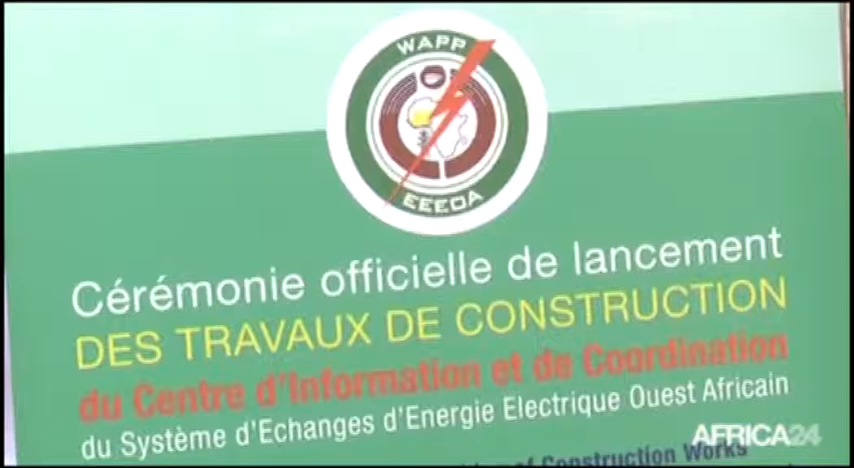 WAPP
EEEOA
Cérémonie officielle de lancement
DES TRAVAUX DE CONSTRUCTION
du Centre d'Information et de Coordination
du Système d'Echanges d'Energie Electrique Ouest Africain
of Construction Works
AFRICA24